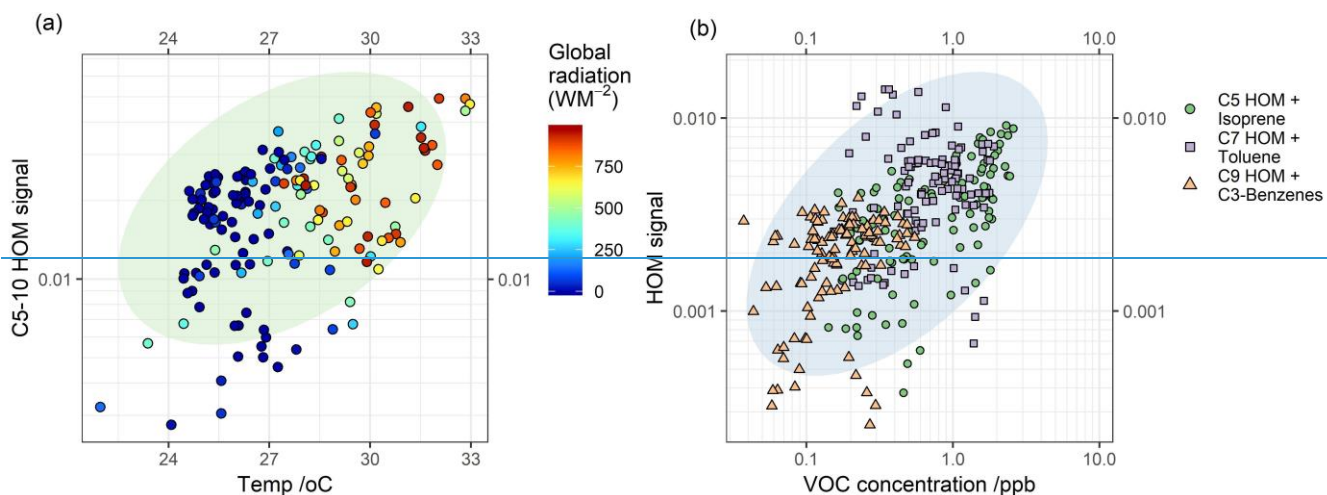 (a)
24 27 30 33
C5-10 HOM signal
0.01
0.01
24 27 30 33
Temp /oC
Global
radiation
(WM⁻²)
750
500
250
0
(b)
0.1 1.0 10.0
HOM signal
0.010
0.001
0.010
0.001
0.1 1.0 10.0
VOC concentration /ppb
C5 HOM +
Isoprene
C7 HOM +
Toluene
C9 HOM +
C3-Benzenes